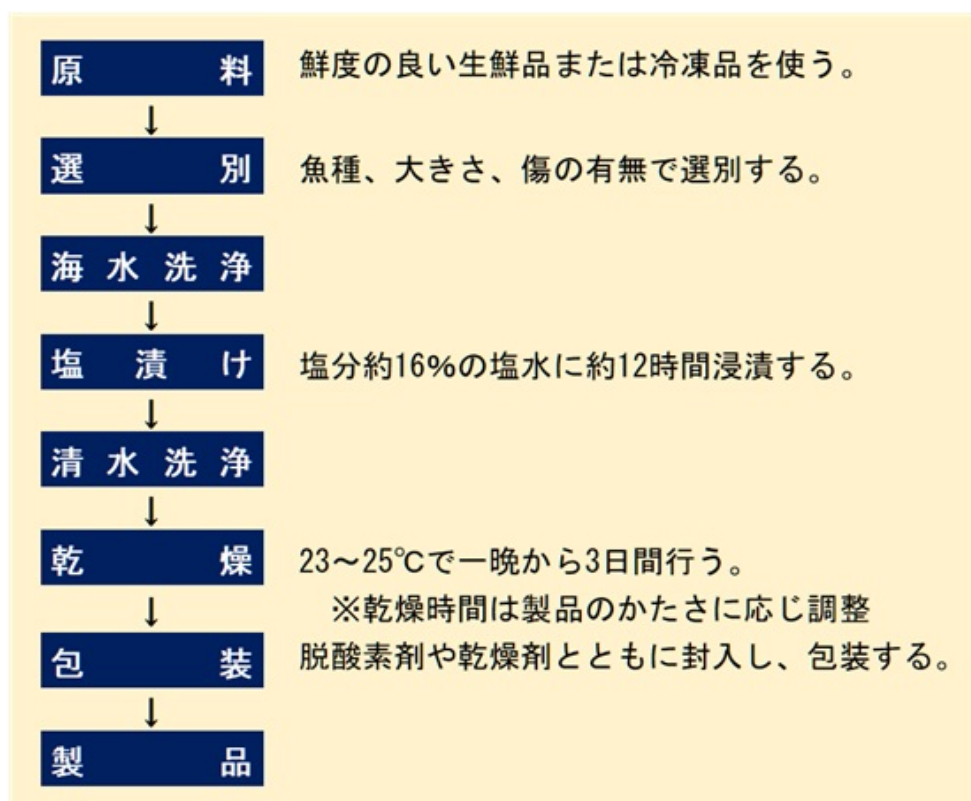 原料 鮮度の良い生鮮品または冷凍品を使う。
↓
選別 魚種、大きさ、傷の有無で選別する。
↓
海水洗浄
↓
塩漬け 塩分約16%の塩水に約12時間浸漬する。
↓
清水洗浄
↓
乾燥 23～25℃で一晩から3日間行う。
↓ ※乾燥時間は製品のかたさに応じ調整
包装 脱酸素剤や乾燥剤とともに封入し、包装する。
↓
製品